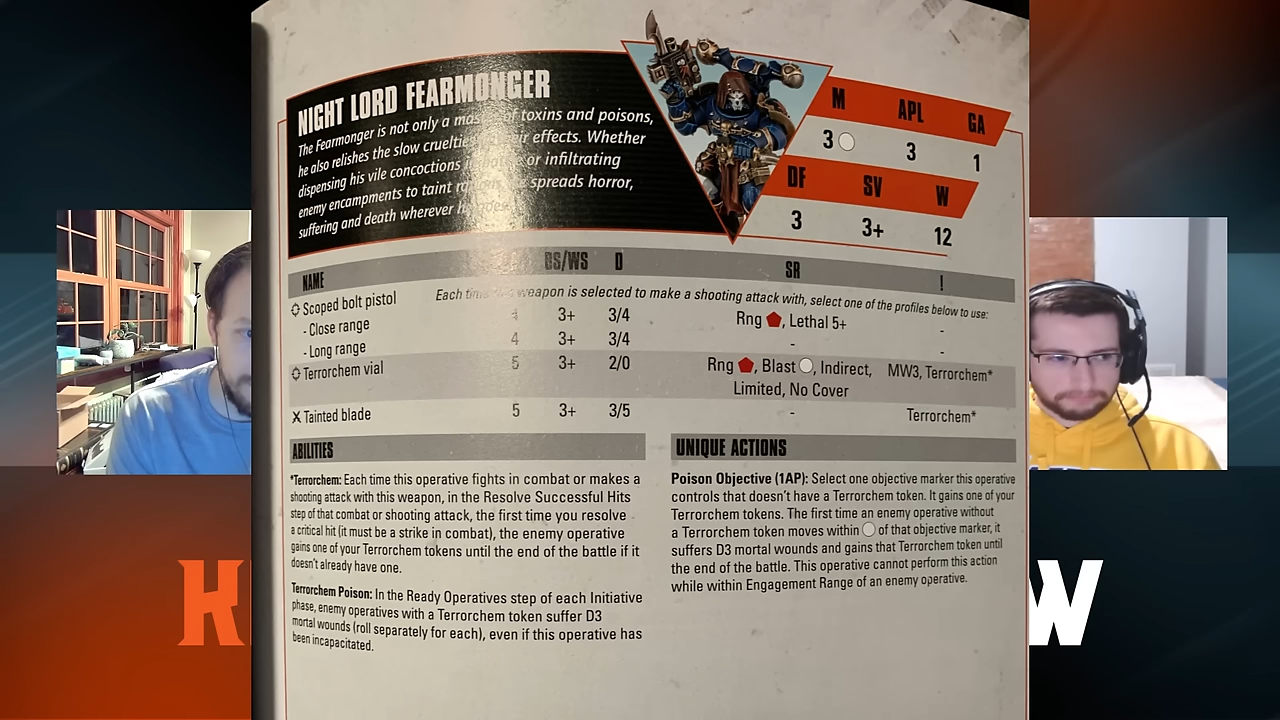 NIGHT LORD FEARMONGER
The Fearmonger is not only a mas of toxins and poisons,
he also relishes the slow cruelties eir effects. Whether
dispensing his vile concoctions or infiltrating
enemy encampments to taint spreads horror,
suffering and death wherever
M APL GA
3 3 1
DF SV W
3 3+ 12
NAME BS/WS D SR !
Scoped bolt pistol Each time weapon is selected to make a shooting attack with, select one of the profiles below to use:
- Close range 4 3+ 3/4 Rng , Lethal 5+ -
- Long range 4 3+ 3/4 - -
Terrorchem vial 5 3+ 2/0 Rng , Blast , Indirect, MW3, Terrorchem*
Limited, No Cover
Tainted blade 5 3+ 3/5 - Terrorchem*
ABILITIES
*Terrorchem: Each time this operative fights in combat or makes a
shooting attack with this weapon, in the Resolve Successful Hits
step of that combat or shooting attack, the first time you resolve
a critical hit (it must be a strike in combat), the enemy operative
gains one of your Terrorchem tokens until the end of the battle if it
doesn't already have one.
Terrorchem Poison: In the Ready Operatives step of each Initiative
phase, enemy operatives with a Terrorchem token suffer D3
mortal wounds (roll separately for each), even if this operative has
been incapacitated.
UNIQUE ACTIONS
Poison Objective (1AP): Select one objective marker this operative
controls that doesn't have a Terrorchem token. It gains one of your
Terrorchem tokens. The first time an enemy operative without
a Terrorchem token moves within of that objective marker, it
suffers D3 mortal wounds and gains that Terrorchem token until
the end of the battle. This operative cannot perform this action
while within Engagement Range of an enemy operative.
K W